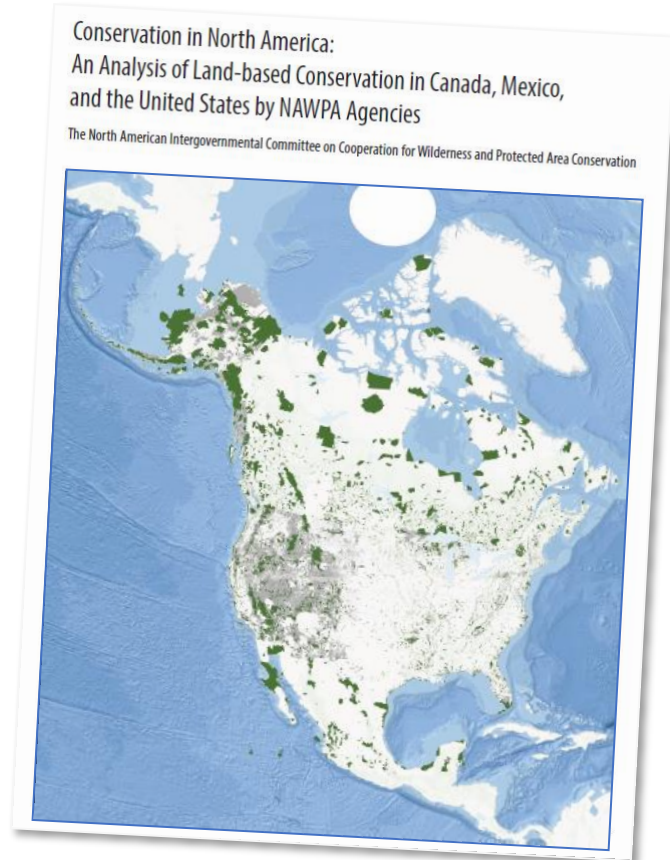 Conservation in North America:
An Analysis of Land-based Conservation in Canada, Mexico,
and the United States by NAWPA Agencies
The North American Intergovernmental Committee on Cooperation for Wilderness and Protected Area Conservation